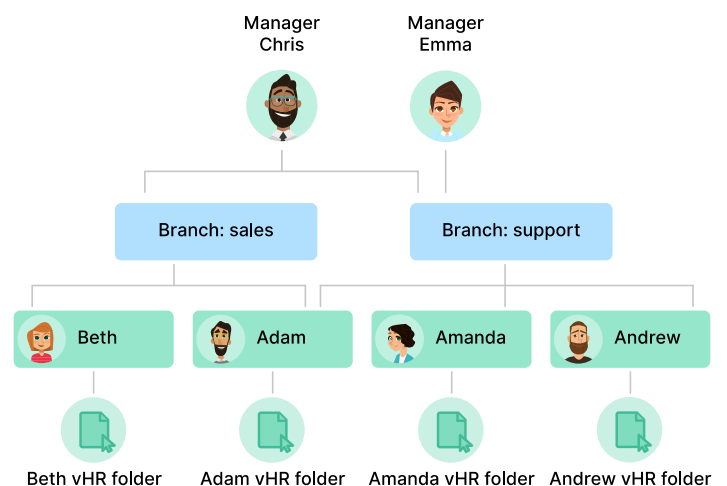 Manager
Chris
Manager
Emma
Branch: sales
Branch: support
Beth
Adam
Amanda
Andrew
Beth vHR folder
Adam vHR folder
Amanda vHR folder
Andrew vHR folder